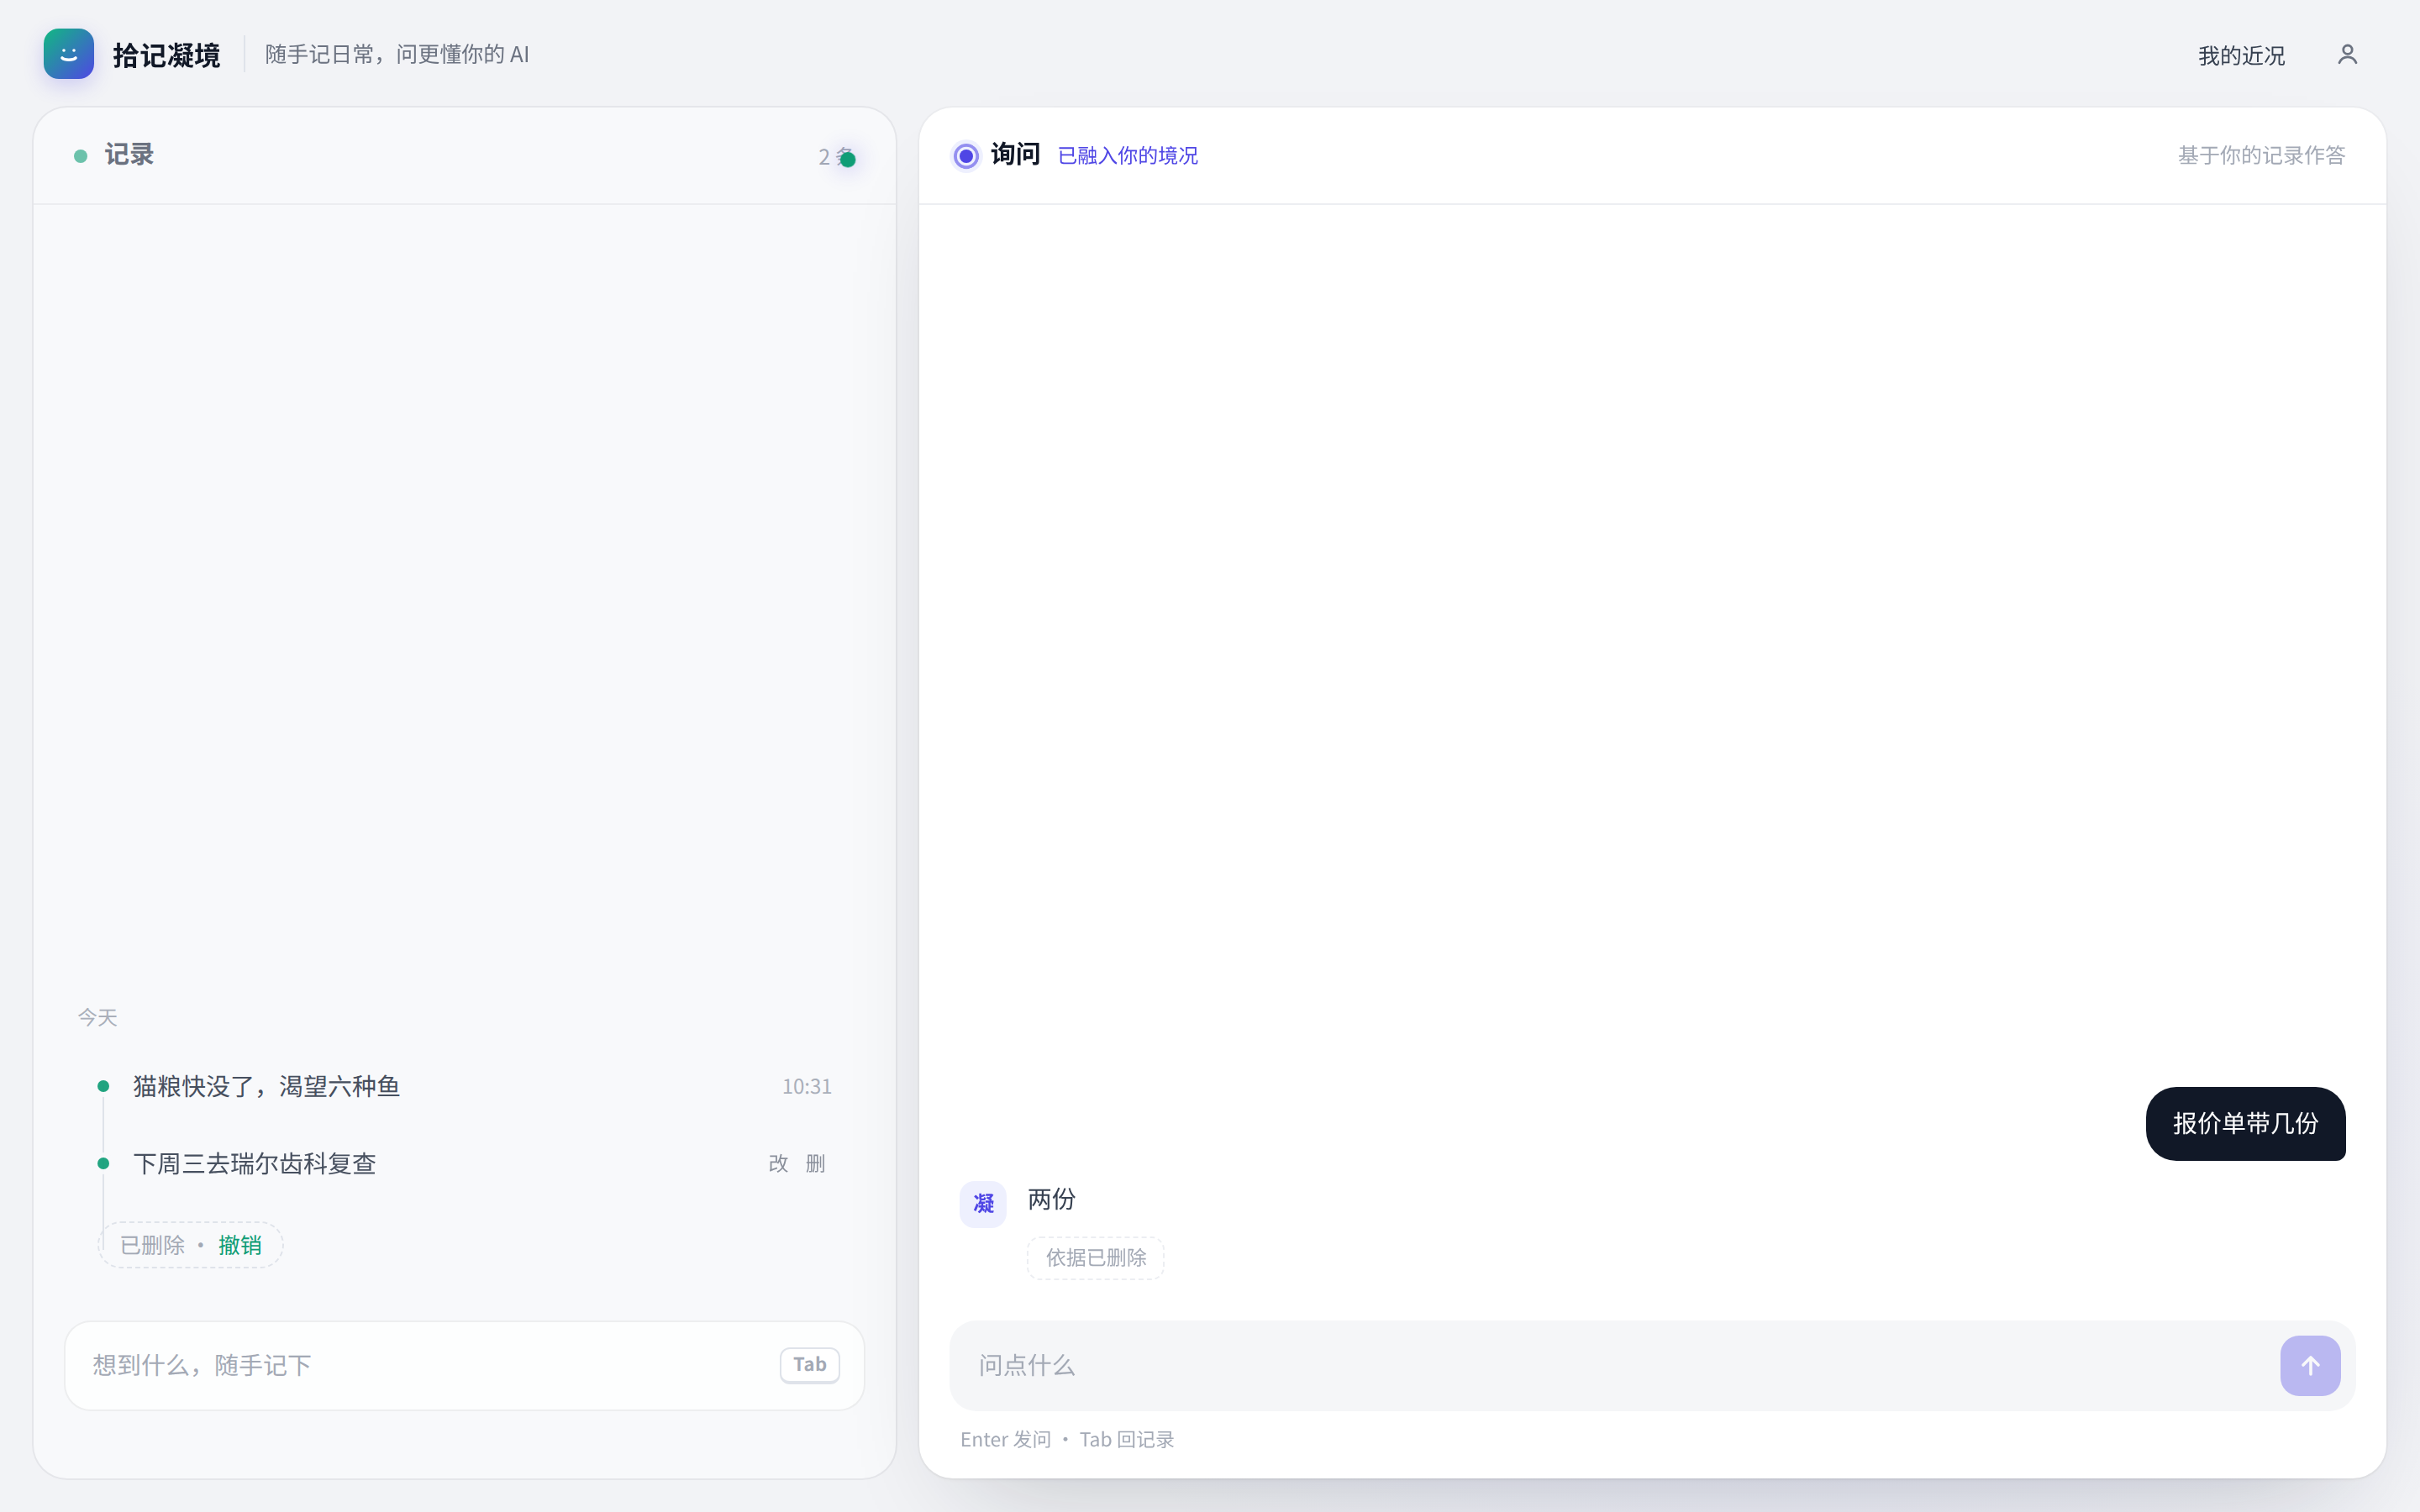 拾记凝境
随手记日常，问更懂你的 AI
我的近况
记录
2
询问
已融入你的境况
基于你的记录作答
今天
猫粮快没了，渴望六种鱼
10:31
下周三去瑞尔齿科复查
改 删
已删除 · 撤销
想到什么，随手记下
Tab
报价单带几份
凝
两份
依据已删除
问点什么
Enter 发问 · Tab 回记录